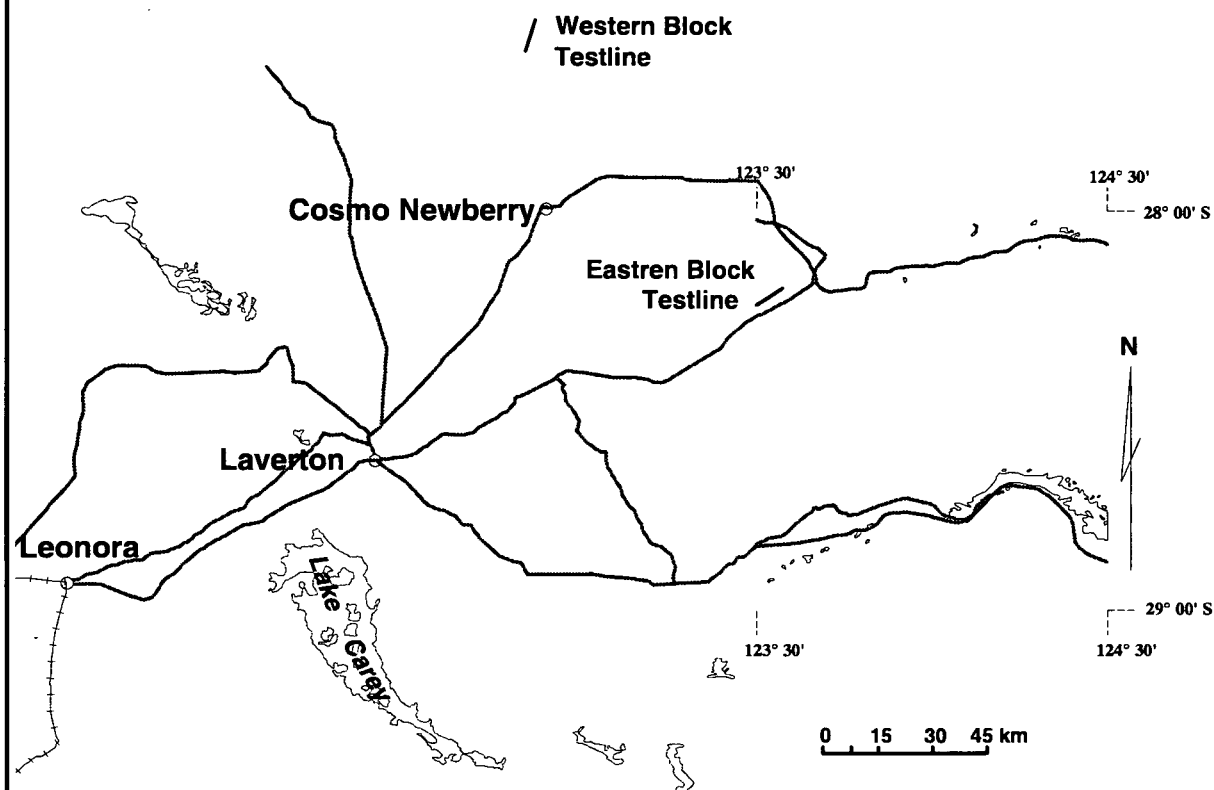 Western Block
Testline
123° 30'
124° 30'
Cosmo Newberry
28° 00' S
Eastren Block
Testline
N
Laverton
Leonora
Lake
Carey
29° 00' S
123° 30'
124° 30'
0 15 30 45 km